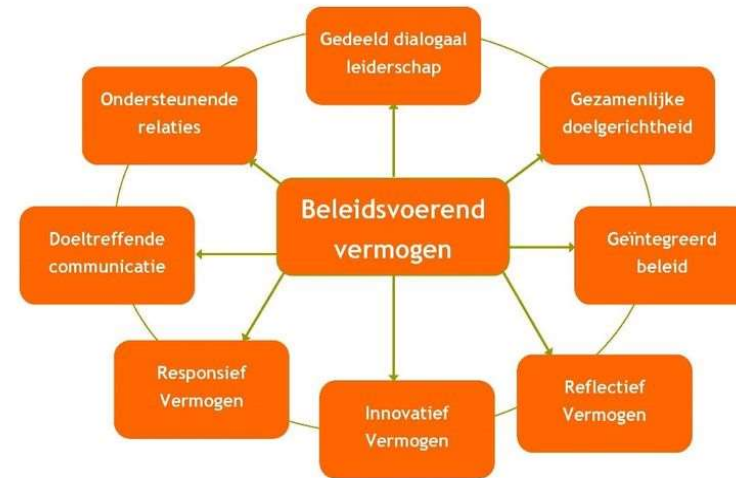 Gedeeld dialogaal
leiderschap
Ondersteunende
relaties
Gezamenlijke
doelgerichtheid
Beleidsvoerend
vermogen
Doeltreffende
communicatie
Geïntegreerd
beleid
Responsief
Vermogen
Innovatief
Vermogen
Reflectief
Vermogen